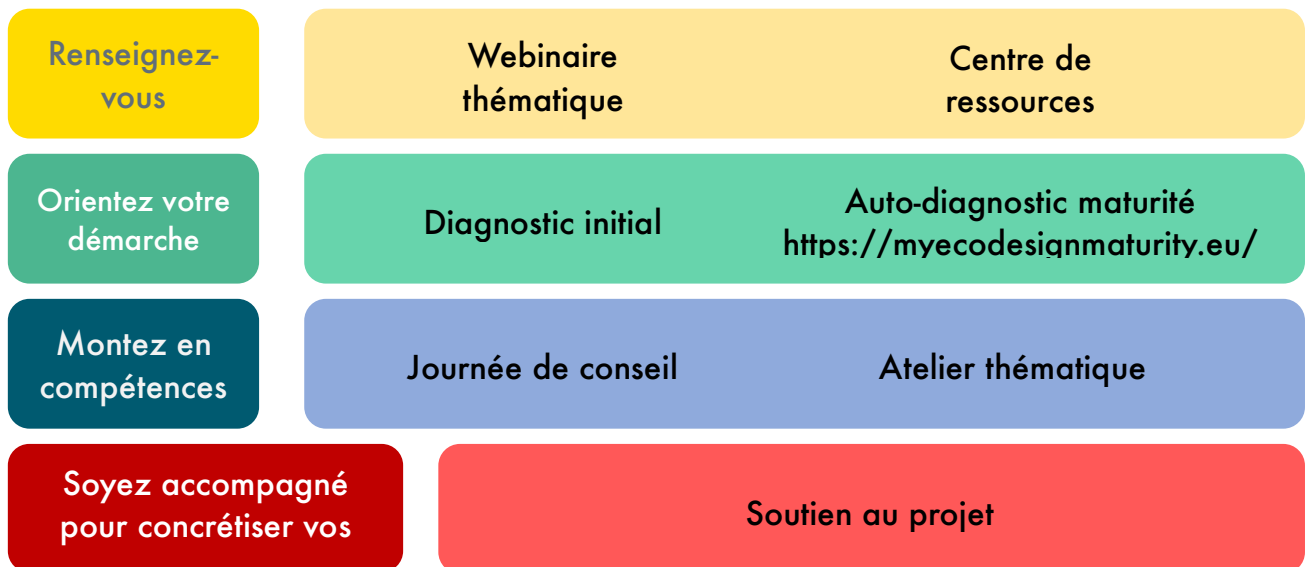 Renseignez-
vous
Webinaire
thématique
Centre de
ressources
Orientez votre
démarche
Diagnostic initial
Auto-diagnostic maturité
https://myecodesignmaturity.eu/
Montez en
compétences
Journée de conseil
Atelier thématique
Soyez accompagné
pour concrétiser vos
Soutien au projet